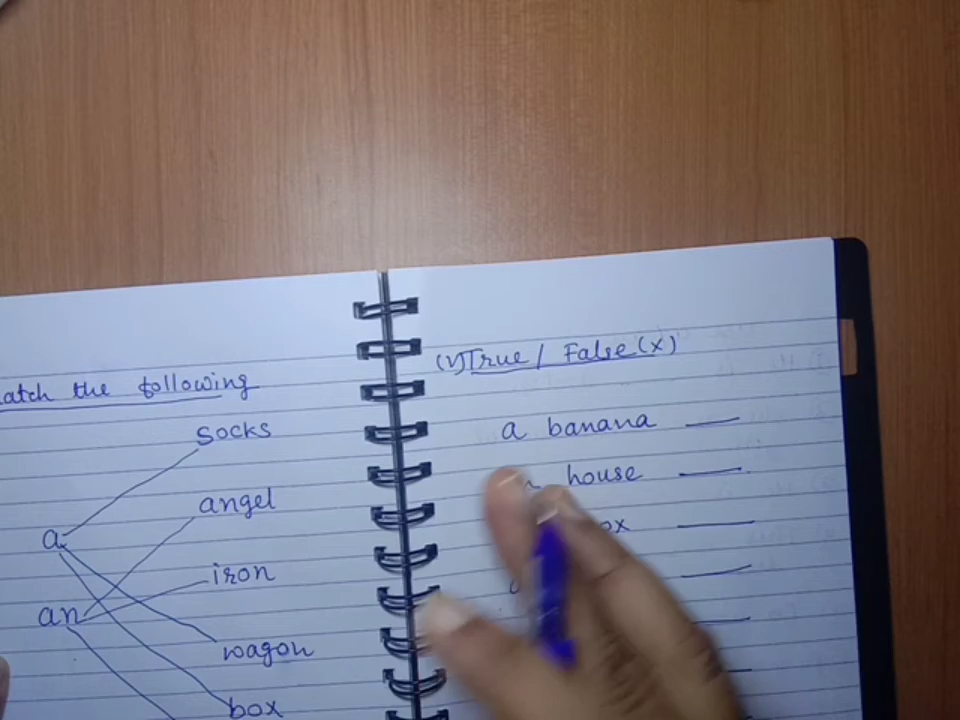 atch the following
socks
angel
a
iron
an
wagon
box
(✓)True / False (x)
a banana
house